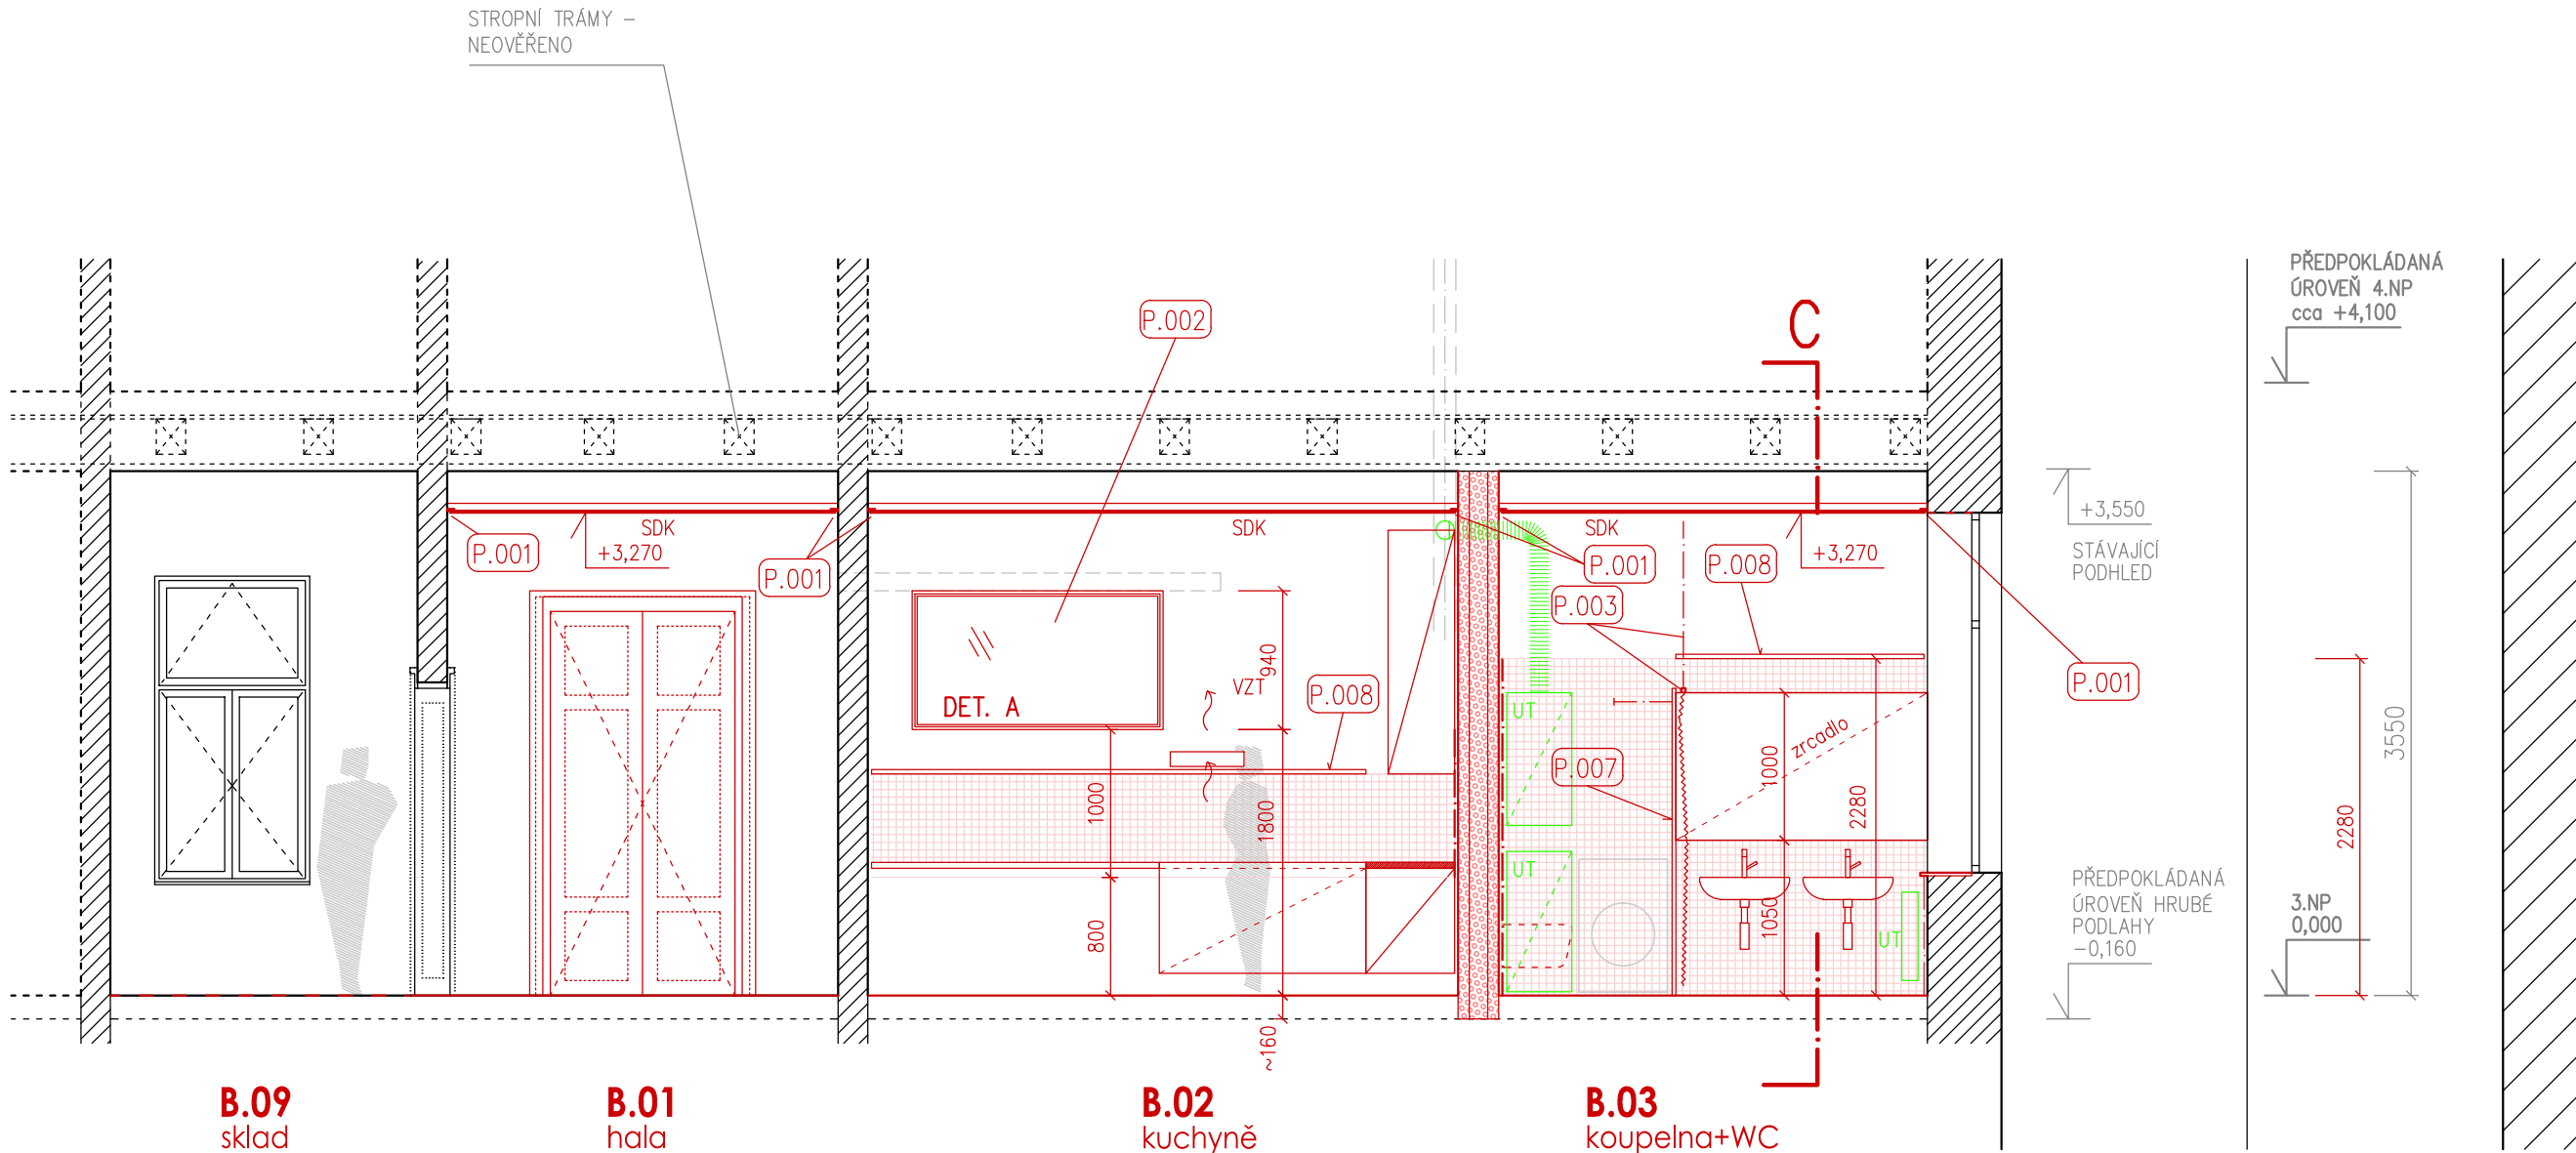 STROPNÍ TRÁMY –
NEOVĚŘENO
PŘEDPOKLÁDANÁ
ÚROVEŇ 4.NP
cca +4,100
P.002
C
SDK
+3,270
P.001
P.001
SDK
SDK
+3,270
P.001
P.008
P.003
+3,550
STÁVAJÍCÍ
PODHLED
P.001
DET. A
940
VZT
P.008
UT
zrcadlo
P.007
1000
1800
1000
2280
2280
3550
800
UT
1050
UT
PŘEDPOKLÁDANÁ
ÚROVEŇ HRUBÉ
PODLAHY
–0,160
3.NP
0,000
~160
B.09
sklad
B.01
hala
B.02
kuchyně
B.03
koupelna+WC